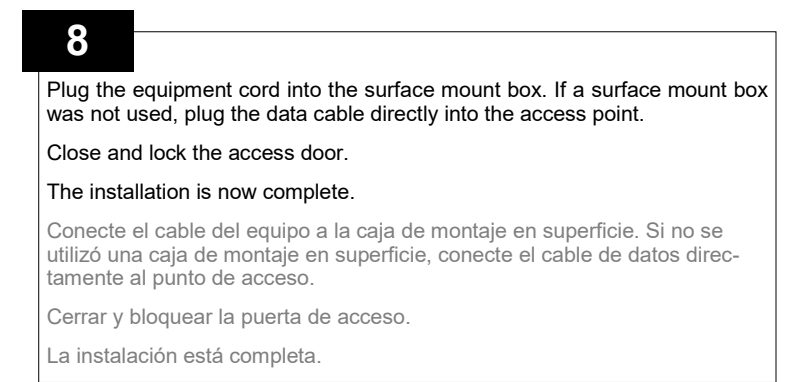 8
Plug the equipment cord into the surface mount box. If a surface mount box
was not used, plug the data cable directly into the access point.
Close and lock the access door.
The installation is now complete.
Conecte el cable del equipo a la caja de montaje en superficie. Si no se
utilizó una caja de montaje en superficie, conecte el cable de datos direc-
tamente al punto de acceso.
Cerrar y bloquear la puerta de acceso.
La instalación está completa.